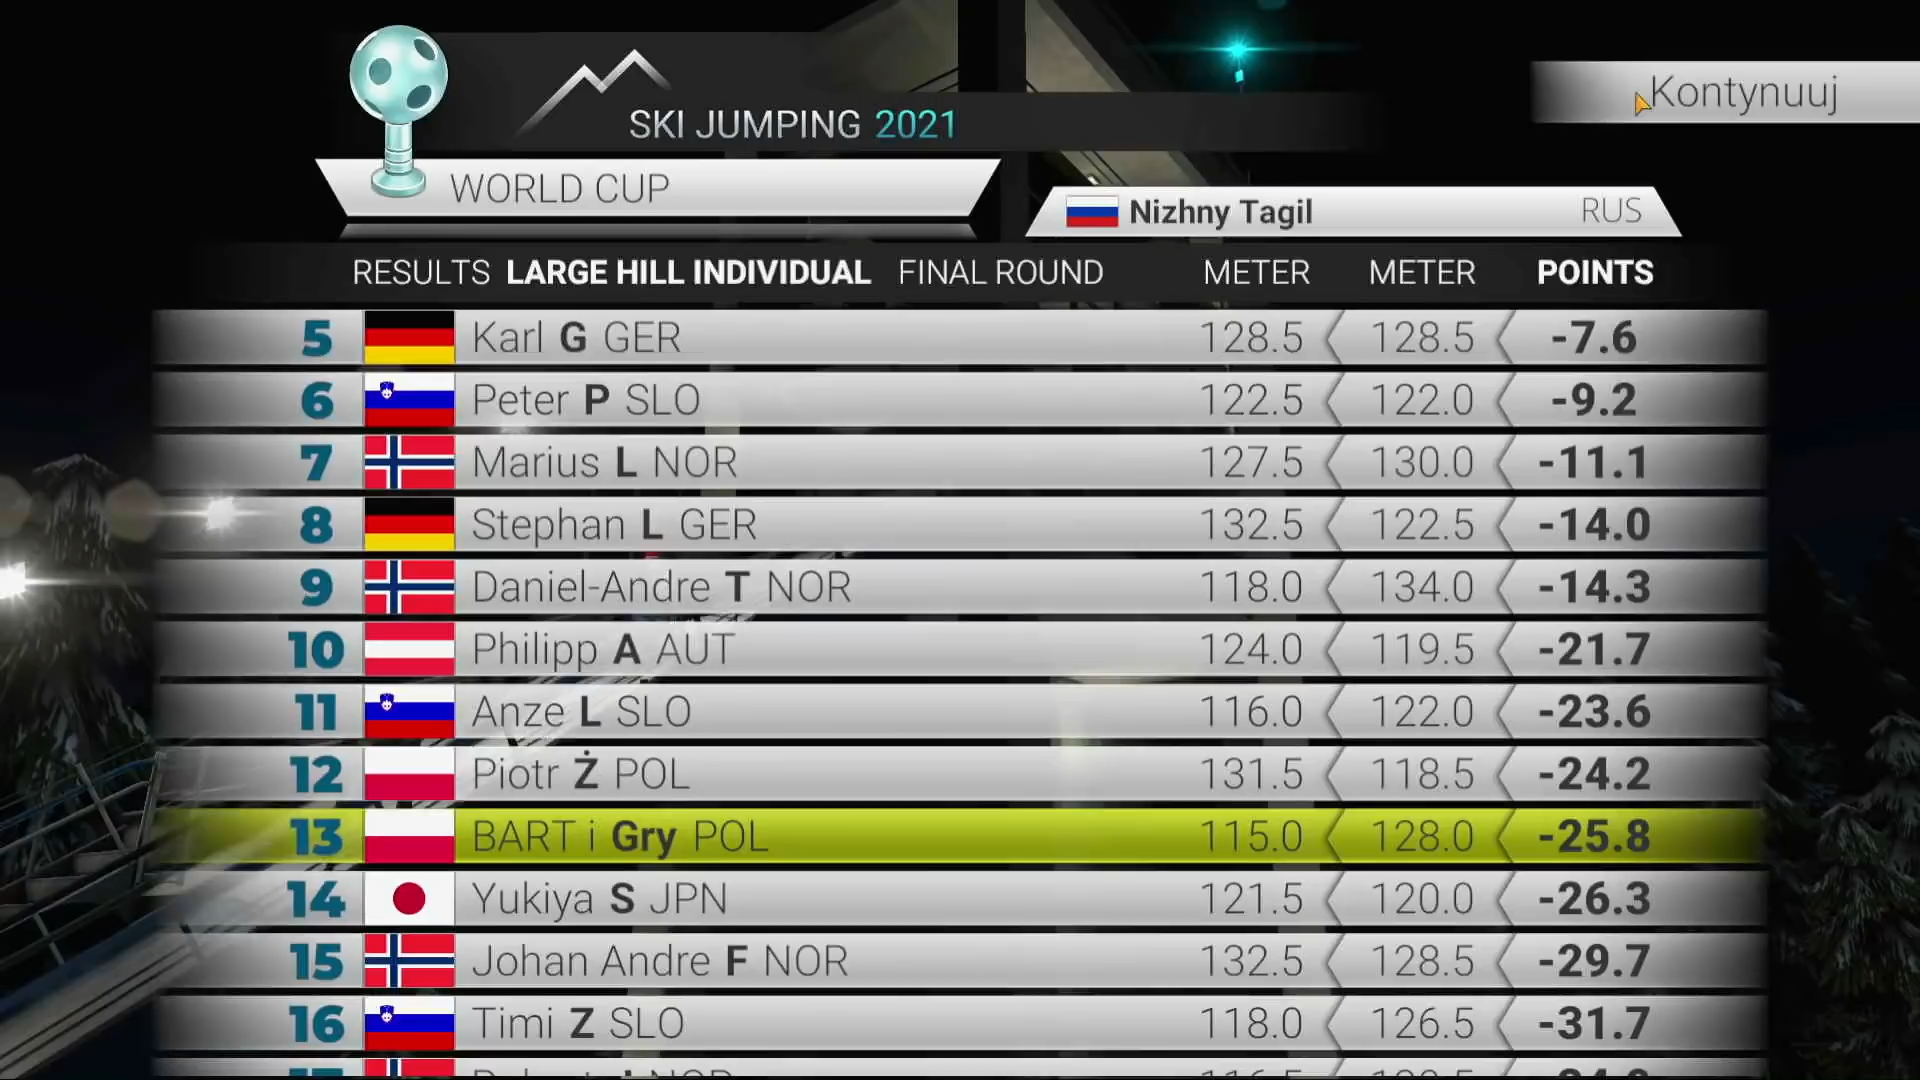 SKI JUMPING 2021
Kontynuuj
WORLD CUP
Nizhny Tagil RUS
RESULTS LARGE HILL INDIVIDUAL FINAL ROUND METER METER POINTS
5 Karl G GER 128.5 128.5 -7.6
6 Peter P SLO 122.5 122.0 -9.2
7 Marius L NOR 127.5 130.0 -11.1
8 Stephan L GER 132.5 122.5 -14.0
9 Daniel-Andre T NOR 118.0 134.0 -14.3
10 Philipp A AUT 124.0 119.5 -21.7
11 Anze L SLO 116.0 122.0 -23.6
12 Piotr Ż POL 131.5 118.5 -24.2
13 BART i Gry POL 115.0 128.0 -25.8
14 Yukiya S JPN 121.5 120.0 -26.3
15 Johan Andre F NOR 132.5 128.5 -29.7
16 Timi Z SLO 118.0 126.5 -31.7